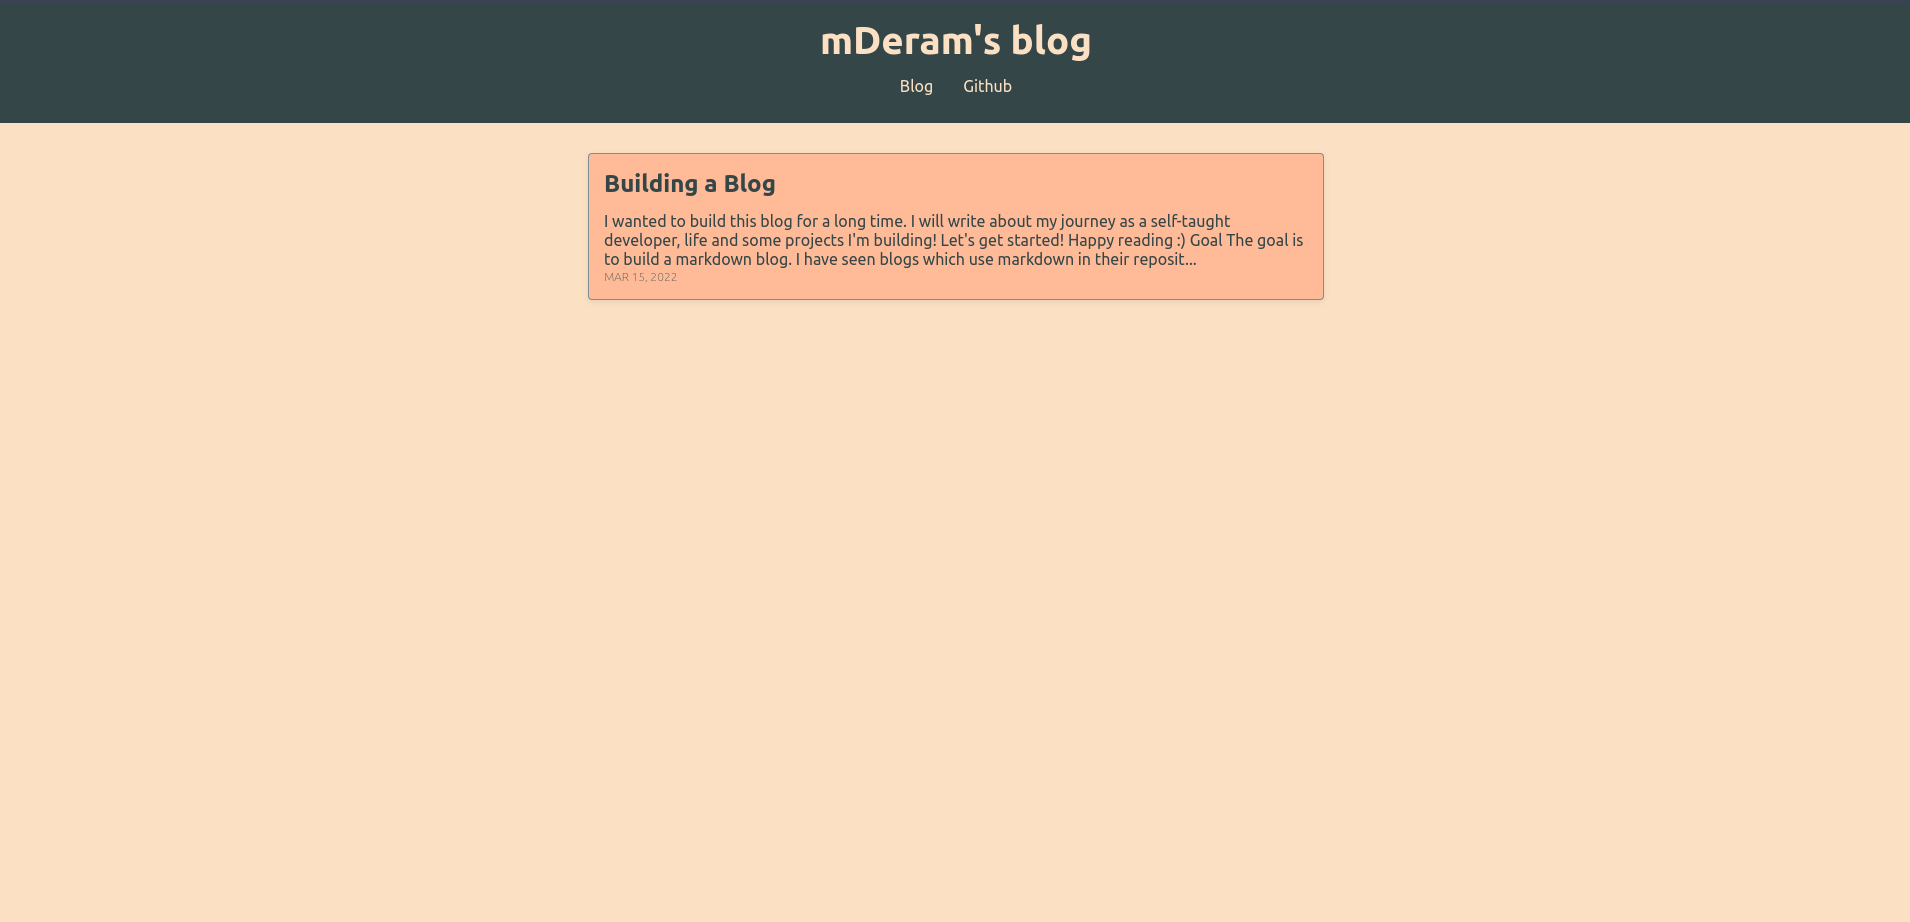 mDeram's blog
Blog Github
Building a Blog
I wanted to build this blog for a long time. I will write about my journey as a self-taught
developer, life and some projects I'm building! Let's get started! Happy reading :) Goal The goal is
to build a markdown blog. I have seen blogs which use markdown in their reposit...
MAR 15, 2022